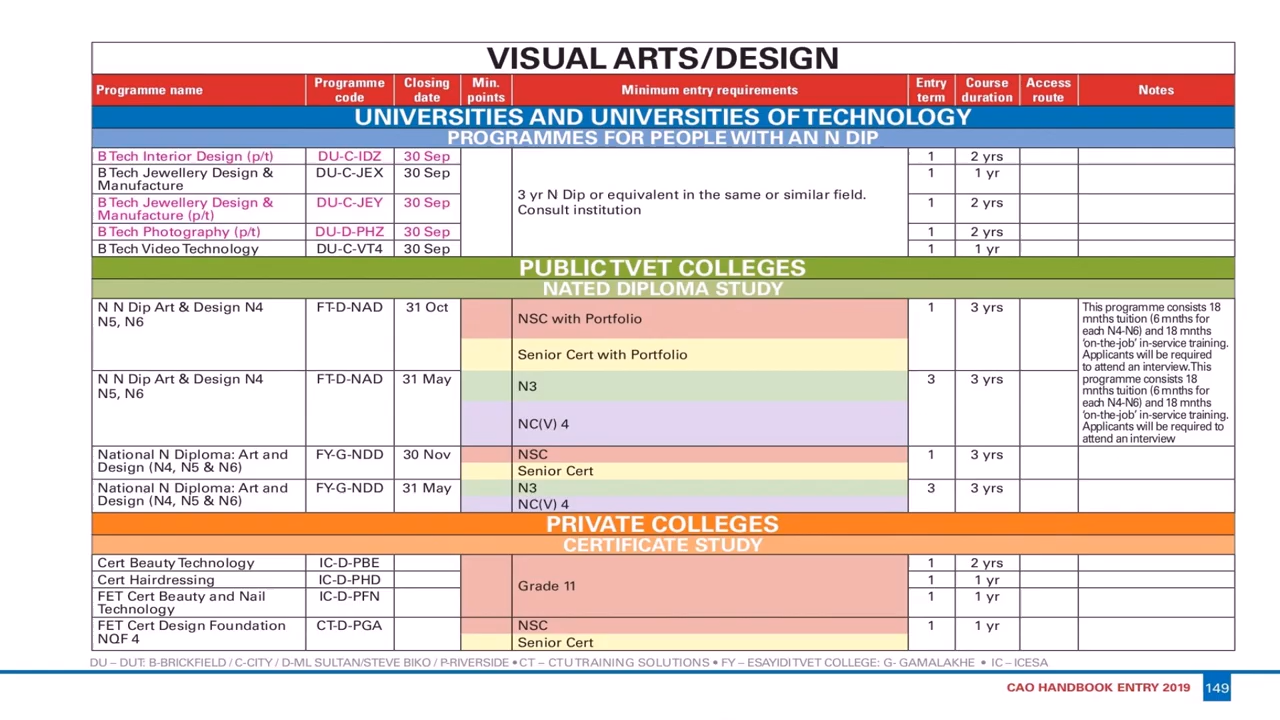 VISUAL ARTS/DESIGN
Programme name Programme code Closing date Min. points Minimum entry requirements Entry term Course duration Access route Notes
UNIVERSITIES AND UNIVERSITIES OF TECHNOLOGY
PROGRAMMES FOR PEOPLE WITH AN N DIP
B Tech Interior Design (p/t) DU-C-IDZ 30 Sep 1 2 yrs
B Tech Jewellery Design & DU-C-JEX 30 Sep 1 1 yr
Manufacture
3 yr N Dip or equivalent in the same or similar field.
Consult institution
B Tech Jewellery Design & DU-C-JEY 30 Sep 1 2 yrs
Manufacture (p/t)
B Tech Photography (p/t) DU-D-PHZ 30 Sep 1 2 yrs
B Tech Video Technology DU-C-VT4 30 Sep 1 1 yr
PUBLIC TVET COLLEGES
NATED DIPLOMA STUDY
N N Dip Art & Design N4 FT-D-NAD 31 Oct 1 3 yrs
N5, N6
NSC with Portfolio
Senior Cert with Portfolio
N N Dip Art & Design N4 FT-D-NAD 31 May 3 3 yrs
N5, N6
N3
NC(V) 4
This programme consists 18
mnths tuition (6 mnths for
each N4-N6) and 18 mnths
‘on-the-job’ in-service training.
Applicants will be required
to attend an interview.This
programme consists 18
mnths tuition (6 mnths for
each N4-N6) and 18 mnths
‘on-the-job’ in-service training.
Applicants will be required to
attend an interview
National N Diploma: Art and FY-G-NDD 30 Nov NSC 1 3 yrs
Design (N4, N5 & N6) Senior Cert
National N Diploma: Art and FY-G-NDD 31 May N3 3 3 yrs
Design (N4, N5 & N6) NC(V) 4
PRIVATE COLLEGES
CERTIFICATE STUDY
Cert Beauty Technology IC-D-PBE 1 2 yrs
Cert Hairdressing IC-D-PHD Grade 11 1 1 yr
FET Cert Beauty and Nail IC-D-PFN 1 1 yr
Technology
FET Cert Design Foundation CT-D-PGA NSC 1 1 yr
NQF 4 Senior Cert
DU – DUT: B-BRICKFIELD / C-CITY / D-ML SULTAN/STEVE BIKO / P-RIVERSIDE • CT – CTU TRAINING SOLUTIONS • FY – ESAYIDI TVET COLLEGE: G- GAMALAKHE • IC – ICESA
CAO HANDBOOK ENTRY 2019 149